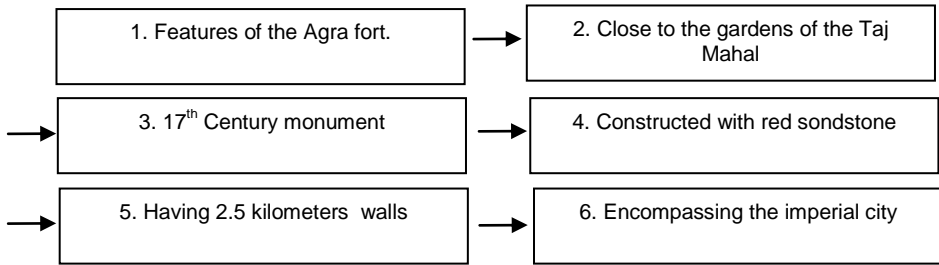 1. Features of the Agra fort.
2. Close to the gardens of the Taj
Mahal
3. 17th Century monument
4. Constructed with red sondstone
5. Having 2.5 kilometers walls
6. Encompassing the imperial city